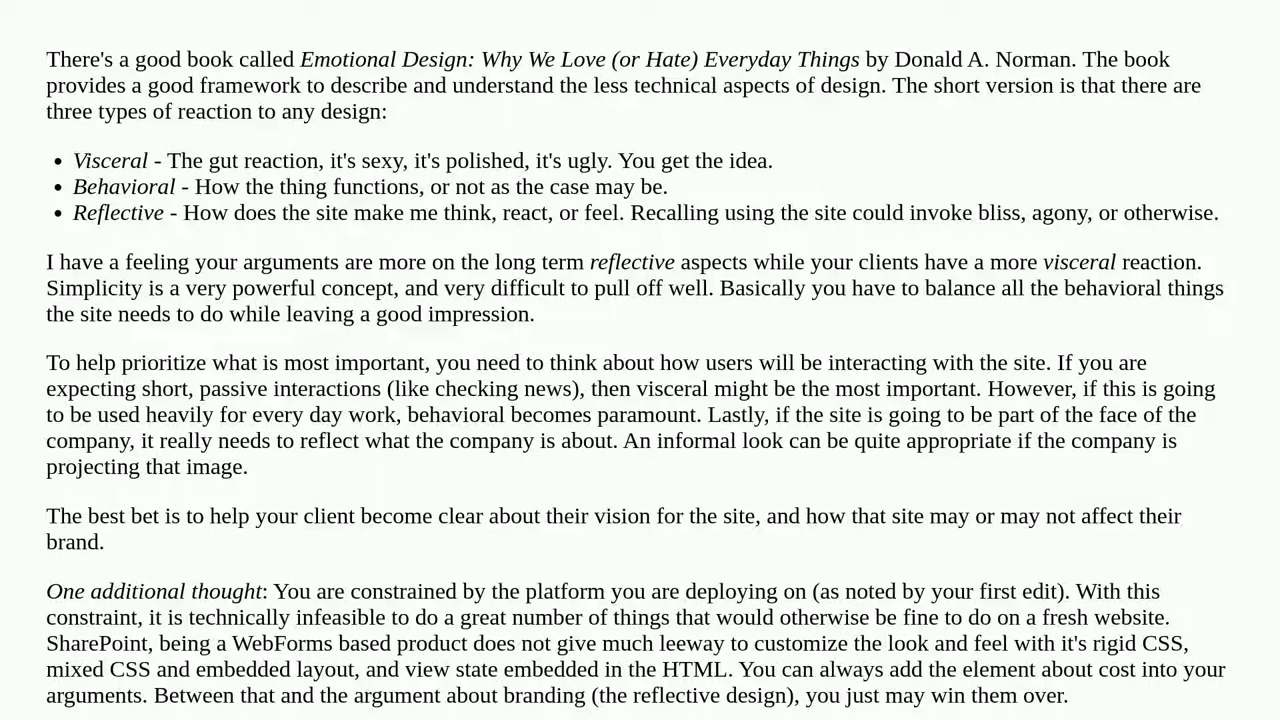 There's a good book called Emotional Design: Why We Love (or Hate) Everyday Things by Donald A. Norman. The book
provides a good framework to describe and understand the less technical aspects of design. The short version is that there are
three types of reaction to any design:
• Visceral - The gut reaction, it's sexy, it's polished, it's ugly. You get the idea.
• Behavioral - How the thing functions, or not as the case may be.
• Reflective - How does the site make me think, react, or feel. Recalling using the site could invoke bliss, agony, or otherwise.
I have a feeling your arguments are more on the long term reflective aspects while your clients have a more visceral reaction.
Simplicity is a very powerful concept, and very difficult to pull off well. Basically you have to balance all the behavioral things
the site needs to do while leaving a good impression.
To help prioritize what is most important, you need to think about how users will be interacting with the site. If you are
expecting short, passive interactions (like checking news), then visceral might be the most important. However, if this is going
to be used heavily for every day work, behavioral becomes paramount. Lastly, if the site is going to be part of the face of the
company, it really needs to reflect what the company is about. An informal look can be quite appropriate if the company is
projecting that image.
The best bet is to help your client become clear about their vision for the site, and how that site may or may not affect their
brand.
One additional thought: You are constrained by the platform you are deploying on (as noted by your first edit). With this
constraint, it is technically infeasible to do a great number of things that would otherwise be fine to do on a fresh website.
SharePoint, being a WebForms based product does not give much leeway to customize the look and feel with it's rigid CSS,
mixed CSS and embedded layout, and view state embedded in the HTML. You can always add the element about cost into your
arguments. Between that and the argument about branding (the reflective design), you just may win them over.